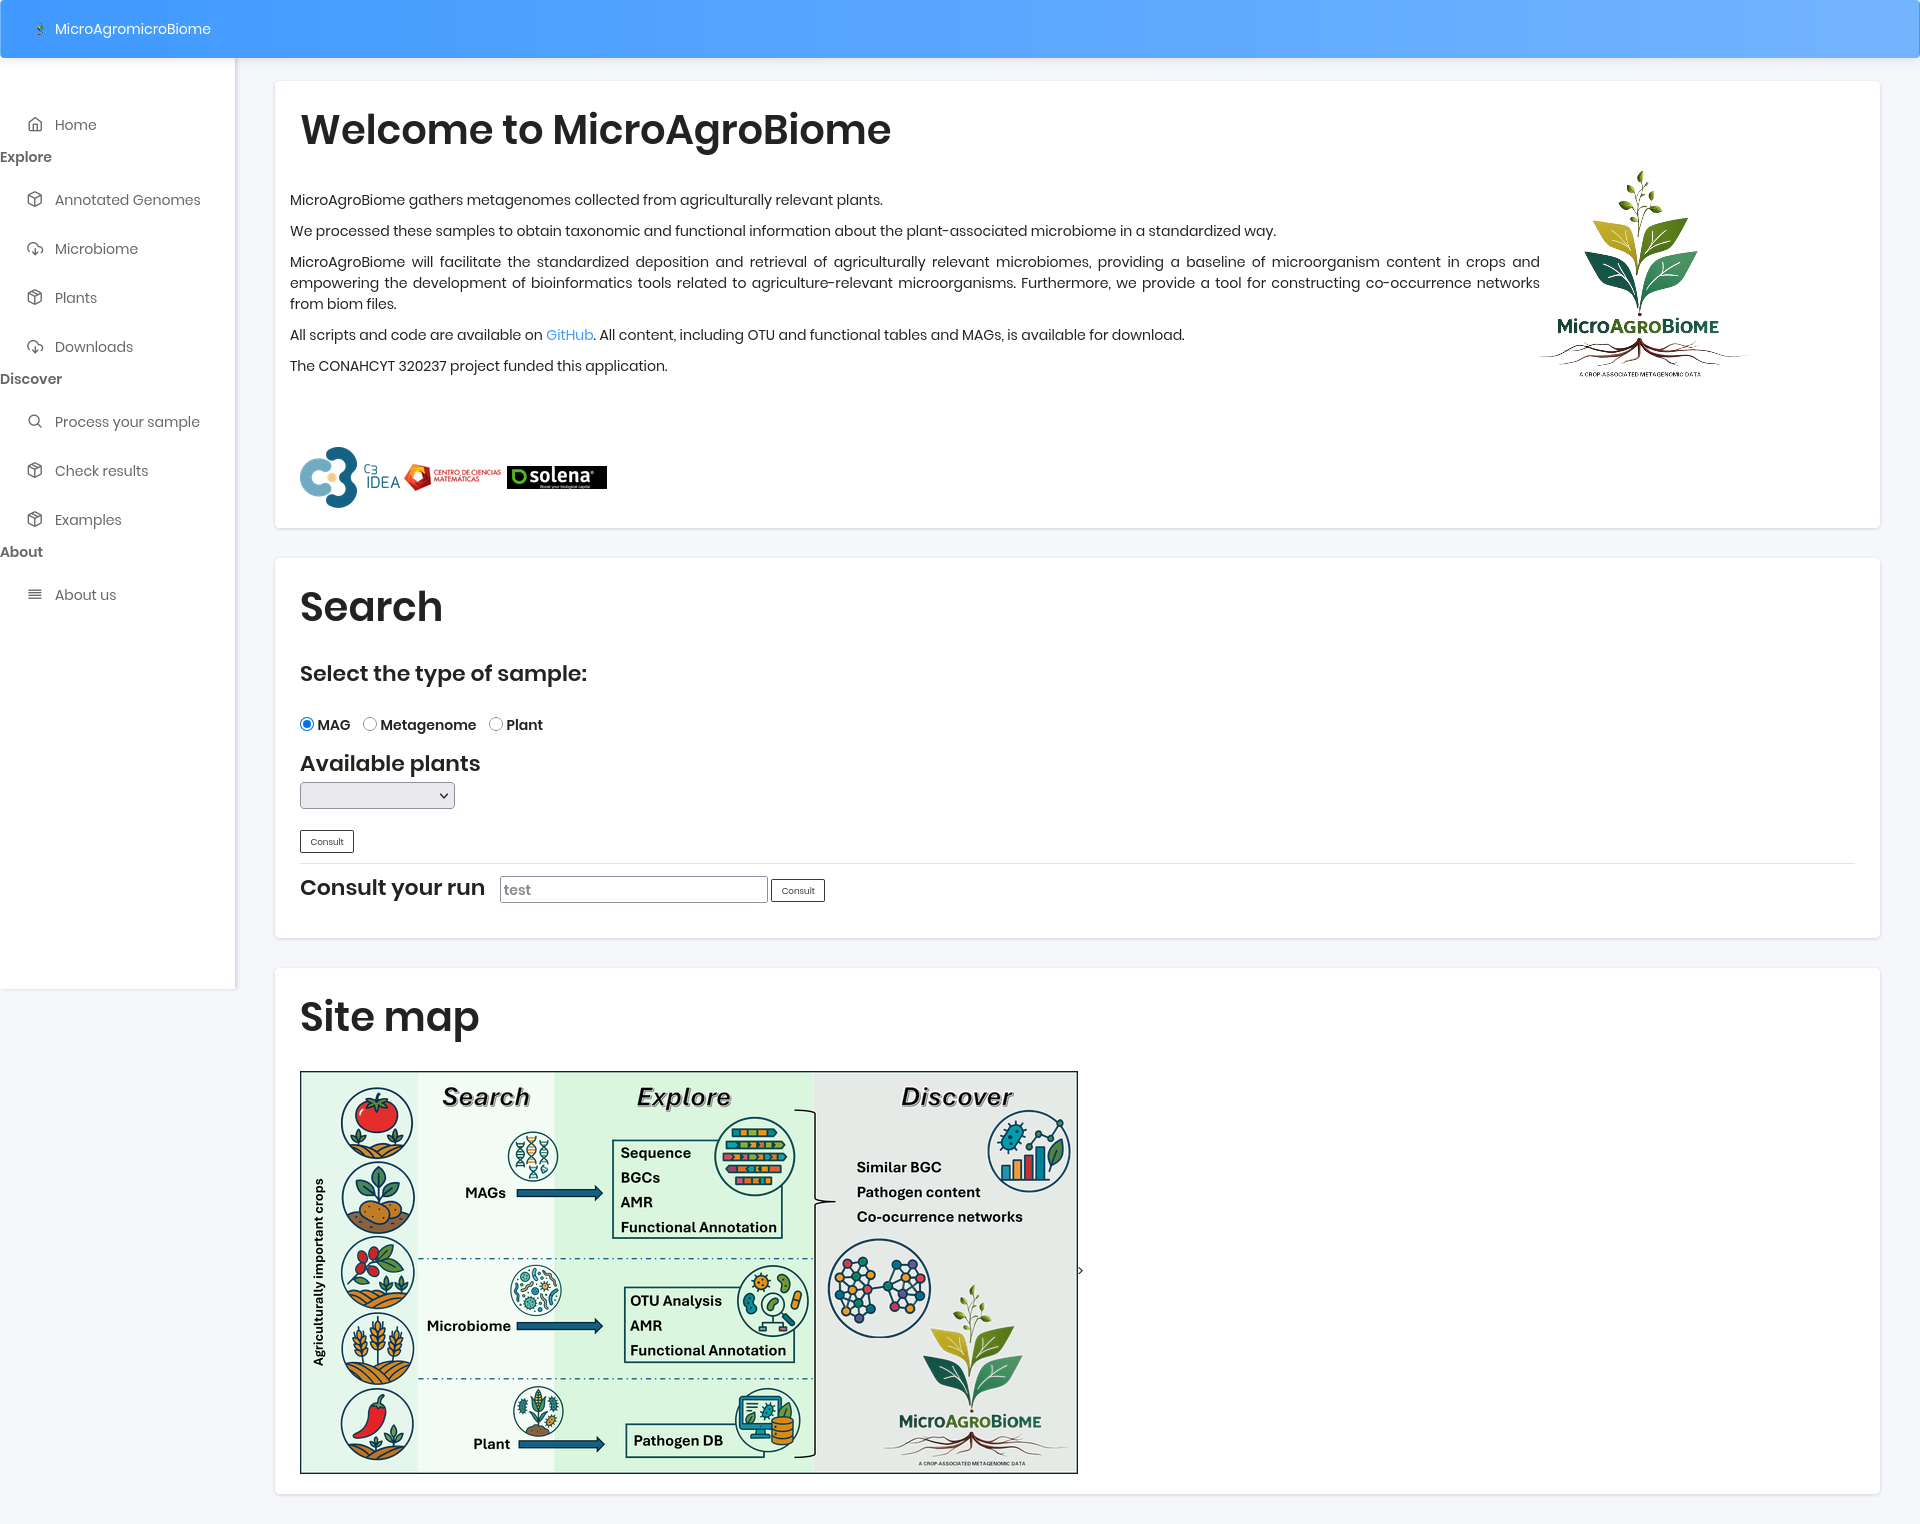 MicroAgromicroBiome
Home
Explore
Annotated Genomes
Microbiome
Plants
Downloads
Discover
Process your sample
Check results
Examples
About
About us
Welcome to MicroAgroBiome
MicroAgroBiome gathers metagenomes collected from agriculturally relevant plants.
We processed these samples to obtain taxonomic and functional information about the plant-associated microbiome in a standardized way.
MicroAgroBiome will facilitate the standardized deposition and retrieval of agriculturally relevant microbiomes, providing a baseline of microorganism content in crops and
empowering the development of bioinformatics tools related to agriculture-relevant microorganisms. Furthermore, we provide a tool for constructing co-occurrence networks
from biom files.
All scripts and code are available on GitHub. All content, including OTU and functional tables and MAGs, is available for download.
The CONAHCYT 320237 project funded this application.
MicroAgroBiome
A CROP-ASSOCIATED METAGENOMIC DATA
C3
IDEA
CENTRO DE CIENCIAS
MATEMÁTICAS
solena
Boost your biological capital
Search
Select the type of sample:
MAG Metagenome Plant
Available plants
Consult
Consult your run test Consult
Site map
Agriculturally important crops
Search
Explore
Discover
MAGs
Sequence
BGCs
AMR
Functional Annotation
Microbiome
OTU Analysis
AMR
Functional Annotation
Plant
Pathogen DB
Similar BGC
Pathogen content
Co-ocurrence networks
MicroAgroBiome
A CROP-ASSOCIATED METAGENOMIC DATA
>